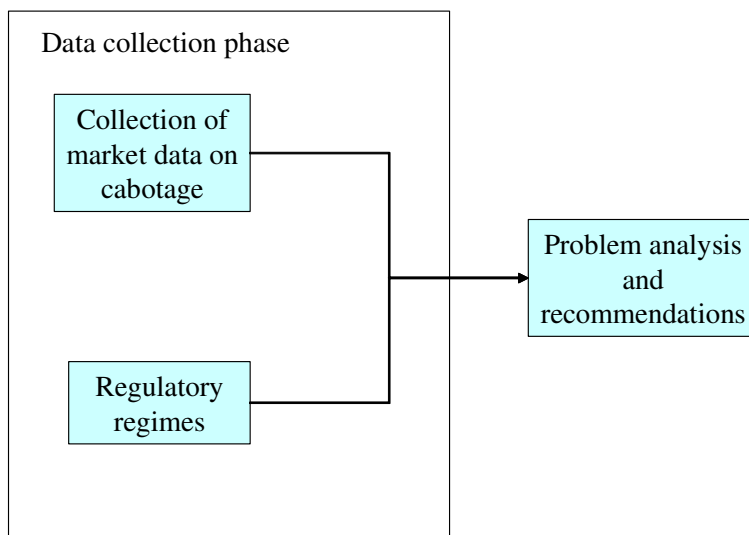 Data collection phase
Collection of
market data on
cabotage
Problem analysis
and
recommendations
Regulatory
regimes